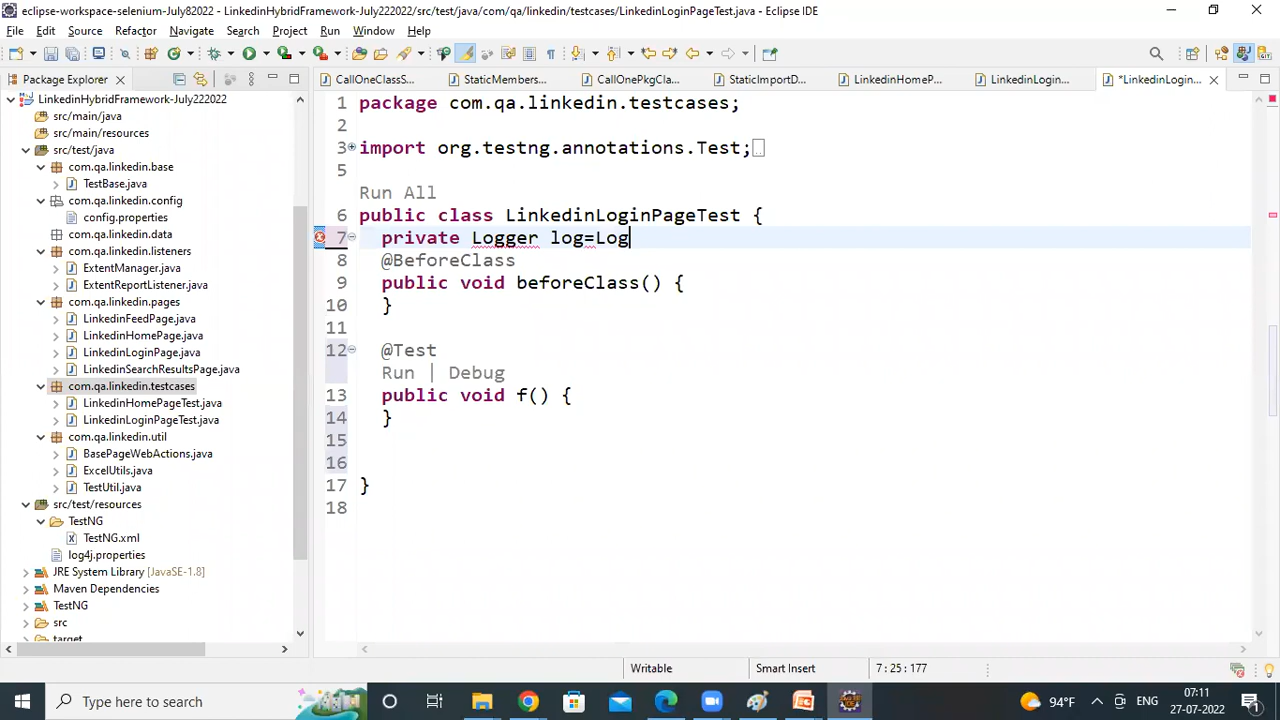 eclipse-workspace-selenium-July82022 - LinkedinHybridFramework-July222022/src/test/java/com/qa/linkedin/testcases/LinkedinLoginPageTest.java - Eclipse IDE
File Edit Source Refactor Navigate Search Project Run Window Help
Package Explorer
CallOneClassS...
StaticMembers...
CallOnePkgCla...
StaticImportD...
LinkedinHomeP...
LinkedinLogin...
*LinkedinLogin...
LinkedinHybridFramework-July222022
src/main/java
src/main/resources
src/test/java
com.qa.linkedin.base
TestBase.java
com.qa.linkedin.config
config.properties
com.qa.linkedin.data
com.qa.linkedin.listeners
ExtentManager.java
ExtentReportListener.java
com.qa.linkedin.pages
LinkedinFeedPage.java
LinkedinHomePage.java
LinkedinLoginPage.java
LinkedinSearchResultsPage.java
com.qa.linkedin.testcases
LinkedinHomePageTest.java
LinkedinLoginPageTest.java
com.qa.linkedin.util
BasePageWebActions.java
ExcelUtils.java
TestUtil.java
src/test/resources
TestNG
TestNG.xml
log4j.properties
JRE System Library [JavaSE-1.8]
Maven Dependencies
TestNG
src
target
1 package com.qa.linkedin.testcases;
2
3 import org.testng.annotations.Test;
5
Run All
6 public class LinkedinLoginPageTest {
7 private Logger log=Log
8 @BeforeClass
9 public void beforeClass() {
10 }
11
12 @Test
Run | Debug
13 public void f() {
14 }
15
16
17 }
18
Writable
Smart Insert
7 : 25 : 177
Type here to search
94°F
ENG
07:11
27-07-2022
1